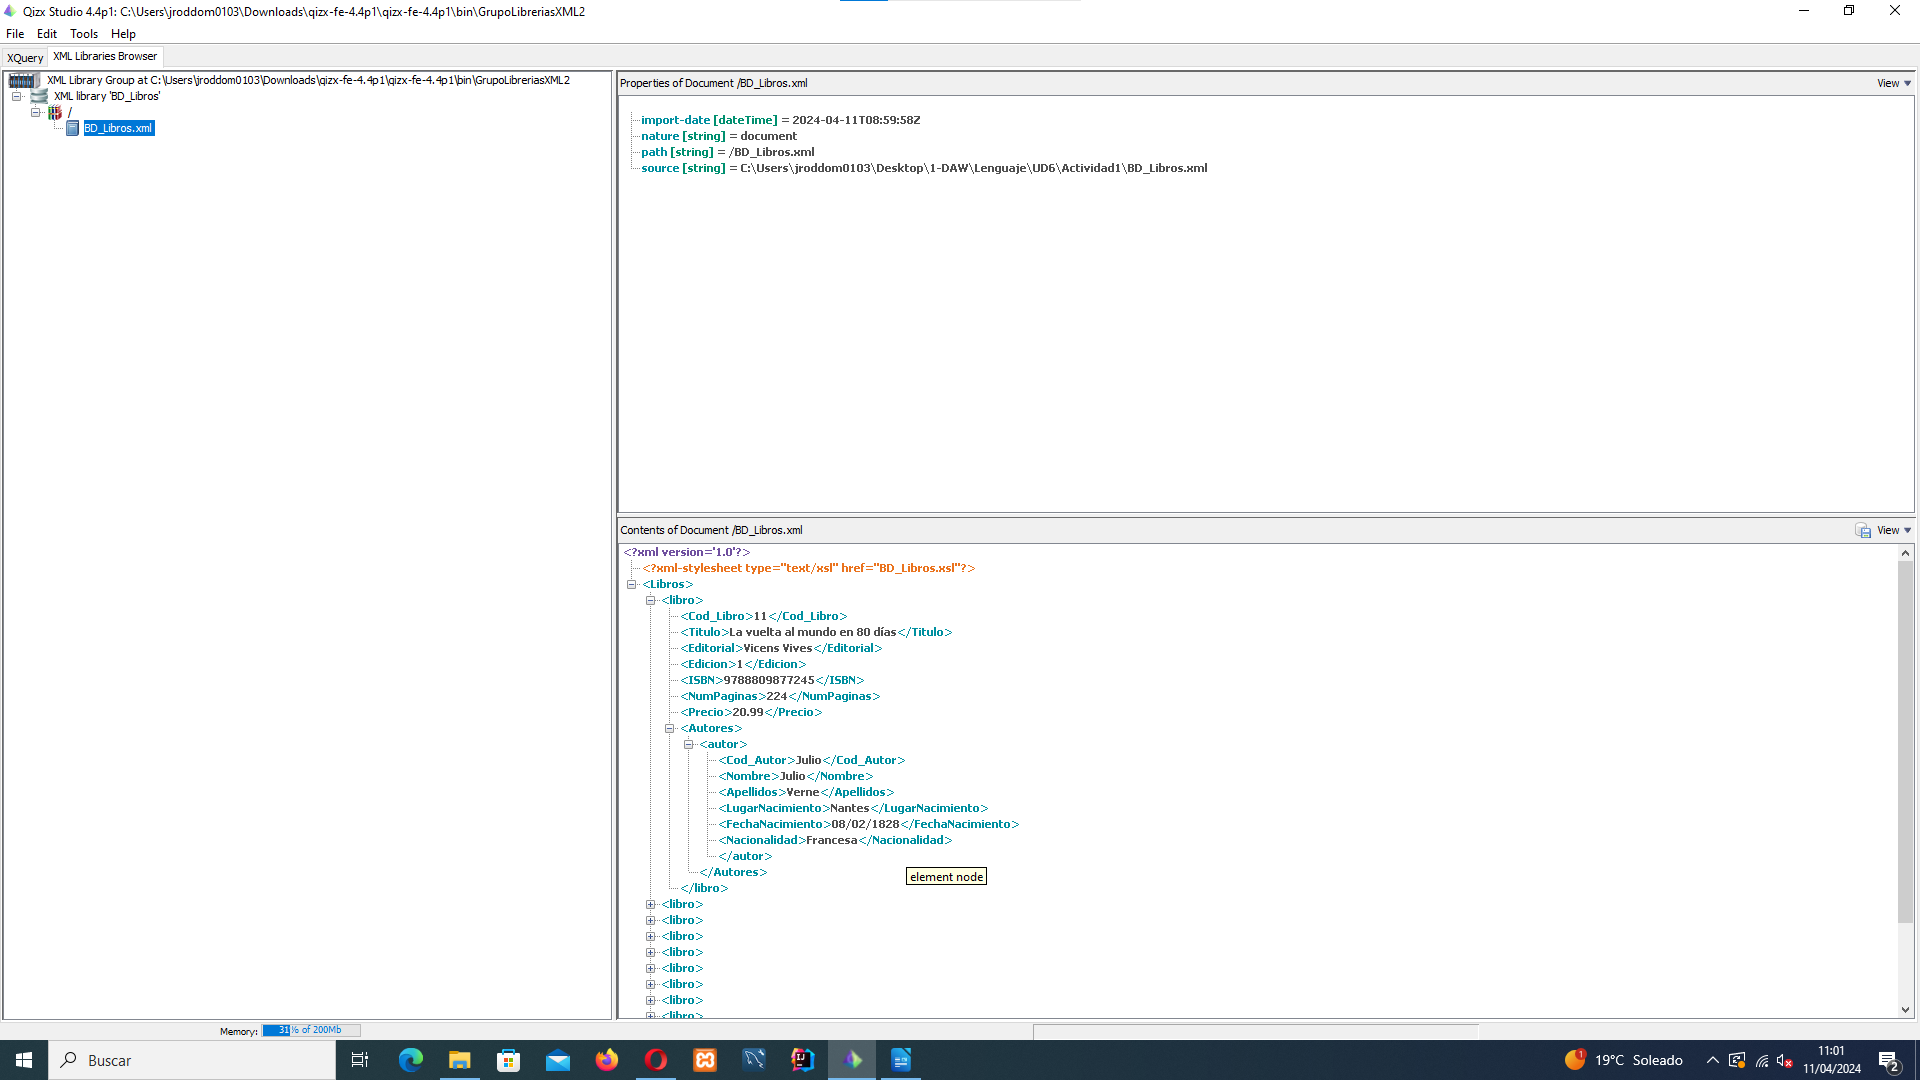 Qizx Studio 4.4p1: C:\Users\jroddom0103\Downloads\qizx-fe-4.4p1\qizx-fe-4.4p1\bin\GrupoLibreriasXML2
File Edit Tools Help
XQuery XML Libraries Browser
XML Library Group at C:\Users\jroddom0103\Downloads\qizx-fe-4.4p1\qizx-fe-4.4p1\bin\GrupoLibreriasXML2
XML library 'BD_Libros'
/
BD_Libros.xml
Properties of Document /BD_Libros.xml View
import-date [dateTime] = 2024-04-11T08:59:58Z
nature [string] = document
path [string] = /BD_Libros.xml
source [string] = C:\Users\jroddom0103\Desktop\1-DAW\Lenguaje\UD6\Actividad1\BD_Libros.xml
Contents of Document /BD_Libros.xml View
<?xml version='1.0'?>
<?xml-stylesheet type="text/xsl" href="BD_Libros.xsl"?>
<Libros>
<libro>
<Cod_Libro>11</Cod_Libro>
<Titulo>La vuelta al mundo en 80 días</Titulo>
<Editorial>Vicens Vives</Editorial>
<Edicion>1</Edicion>
<ISBN>9788809877245</ISBN>
<NumPaginas>224</NumPaginas>
<Precio>20.99</Precio>
<Autores>
<autor>
<Cod_Autor>Julio</Cod_Autor>
<Nombre>Julio</Nombre>
<Apellidos>Verne</Apellidos>
<LugarNacimiento>Nantes</LugarNacimiento>
<FechaNacimiento>08/02/1828</FechaNacimiento>
<Nacionalidad>Francesa</Nacionalidad>
</autor>
</Autores>
element node
</libro>
<libro>
<libro>
<libro>
<libro>
<libro>
<libro>
<libro>
<libro>
Memory: 31% of 200Mb
Buscar
19°C Soleado
11:01
11/04/2024
1
2